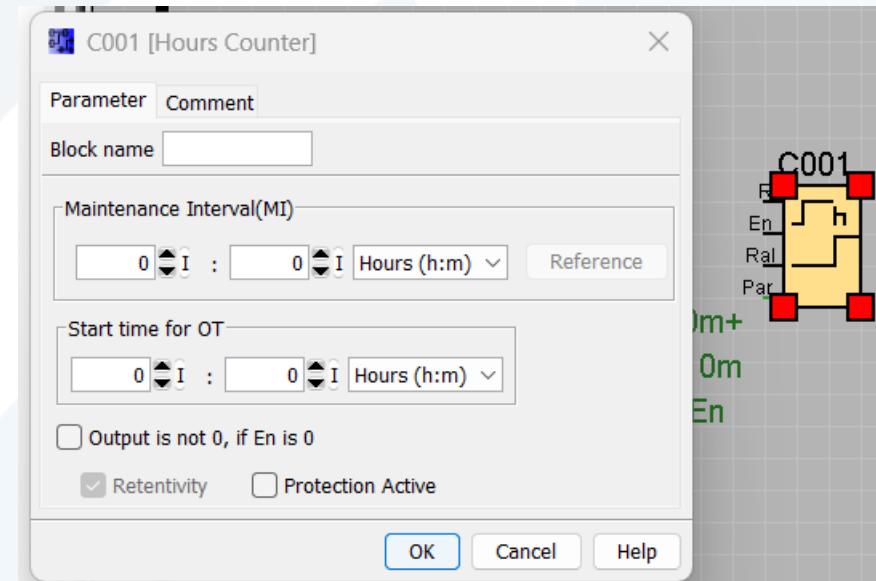 C001 [Hours Counter]
Parameter Comment
Block name
Maintenance Interval(MI)
0 I : 0 I Hours (h:m) Reference
Start time for OT
0 I : 0 I Hours (h:m)
Output is not 0, if En is 0
Retentivity Protection Active
OK Cancel Help
C001
R
En
Ral
Par
h
0m+
0m
En